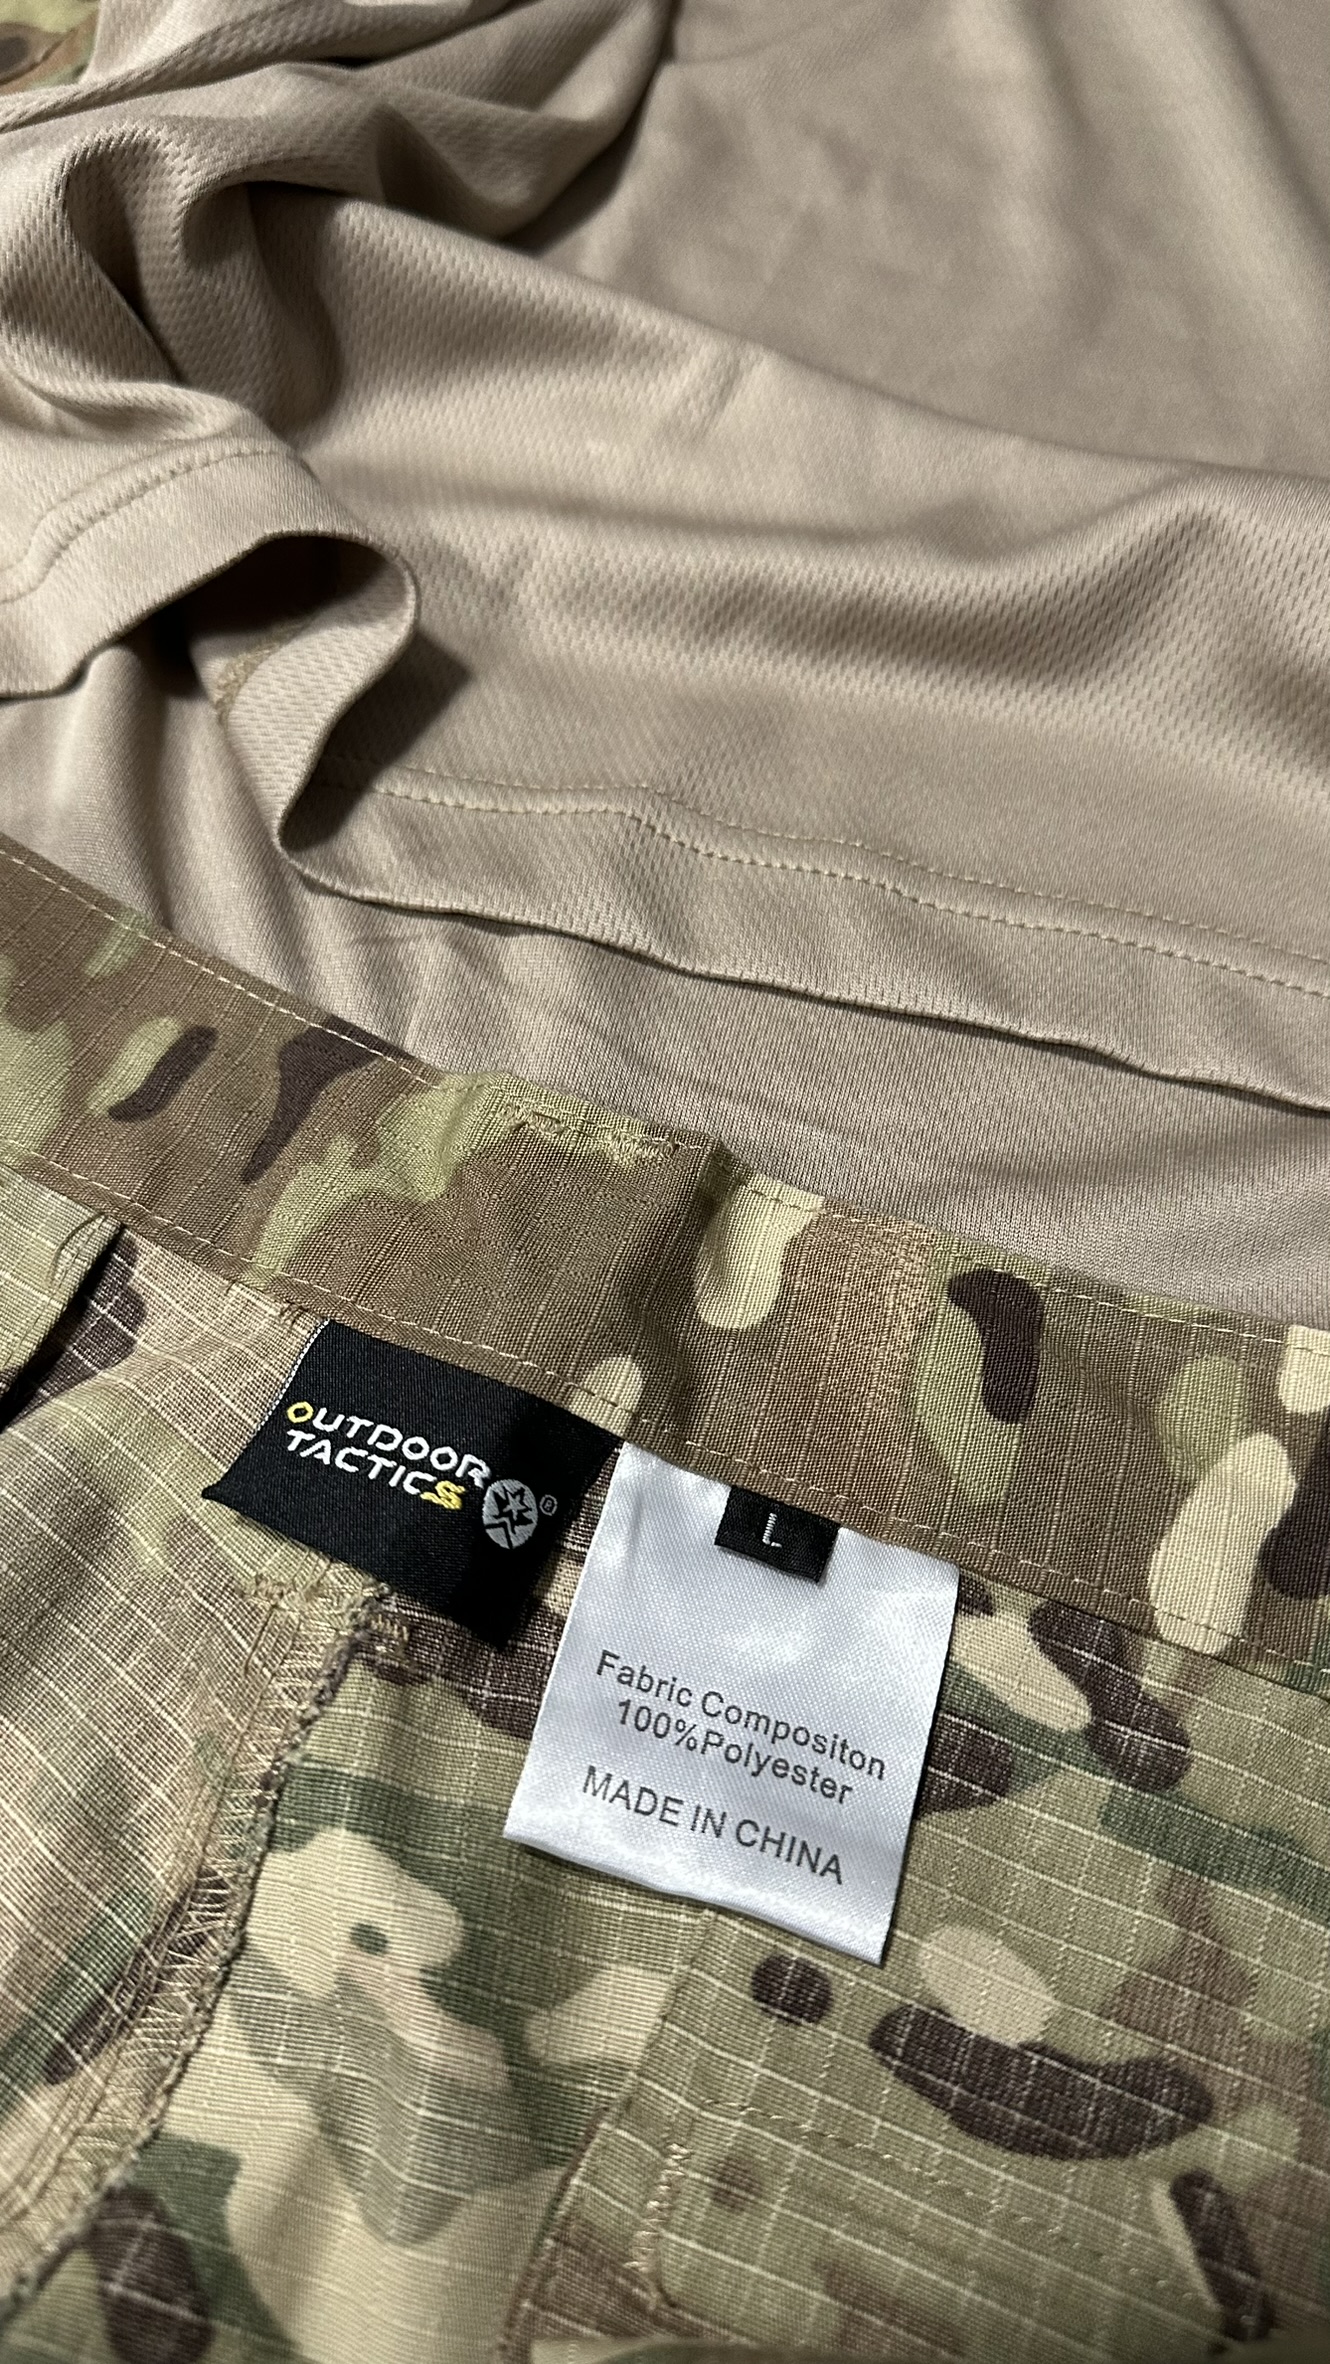 OUTDOOR
TACTICS
®
L
Fabric Compositon
100%Polyester
MADE IN CHINA